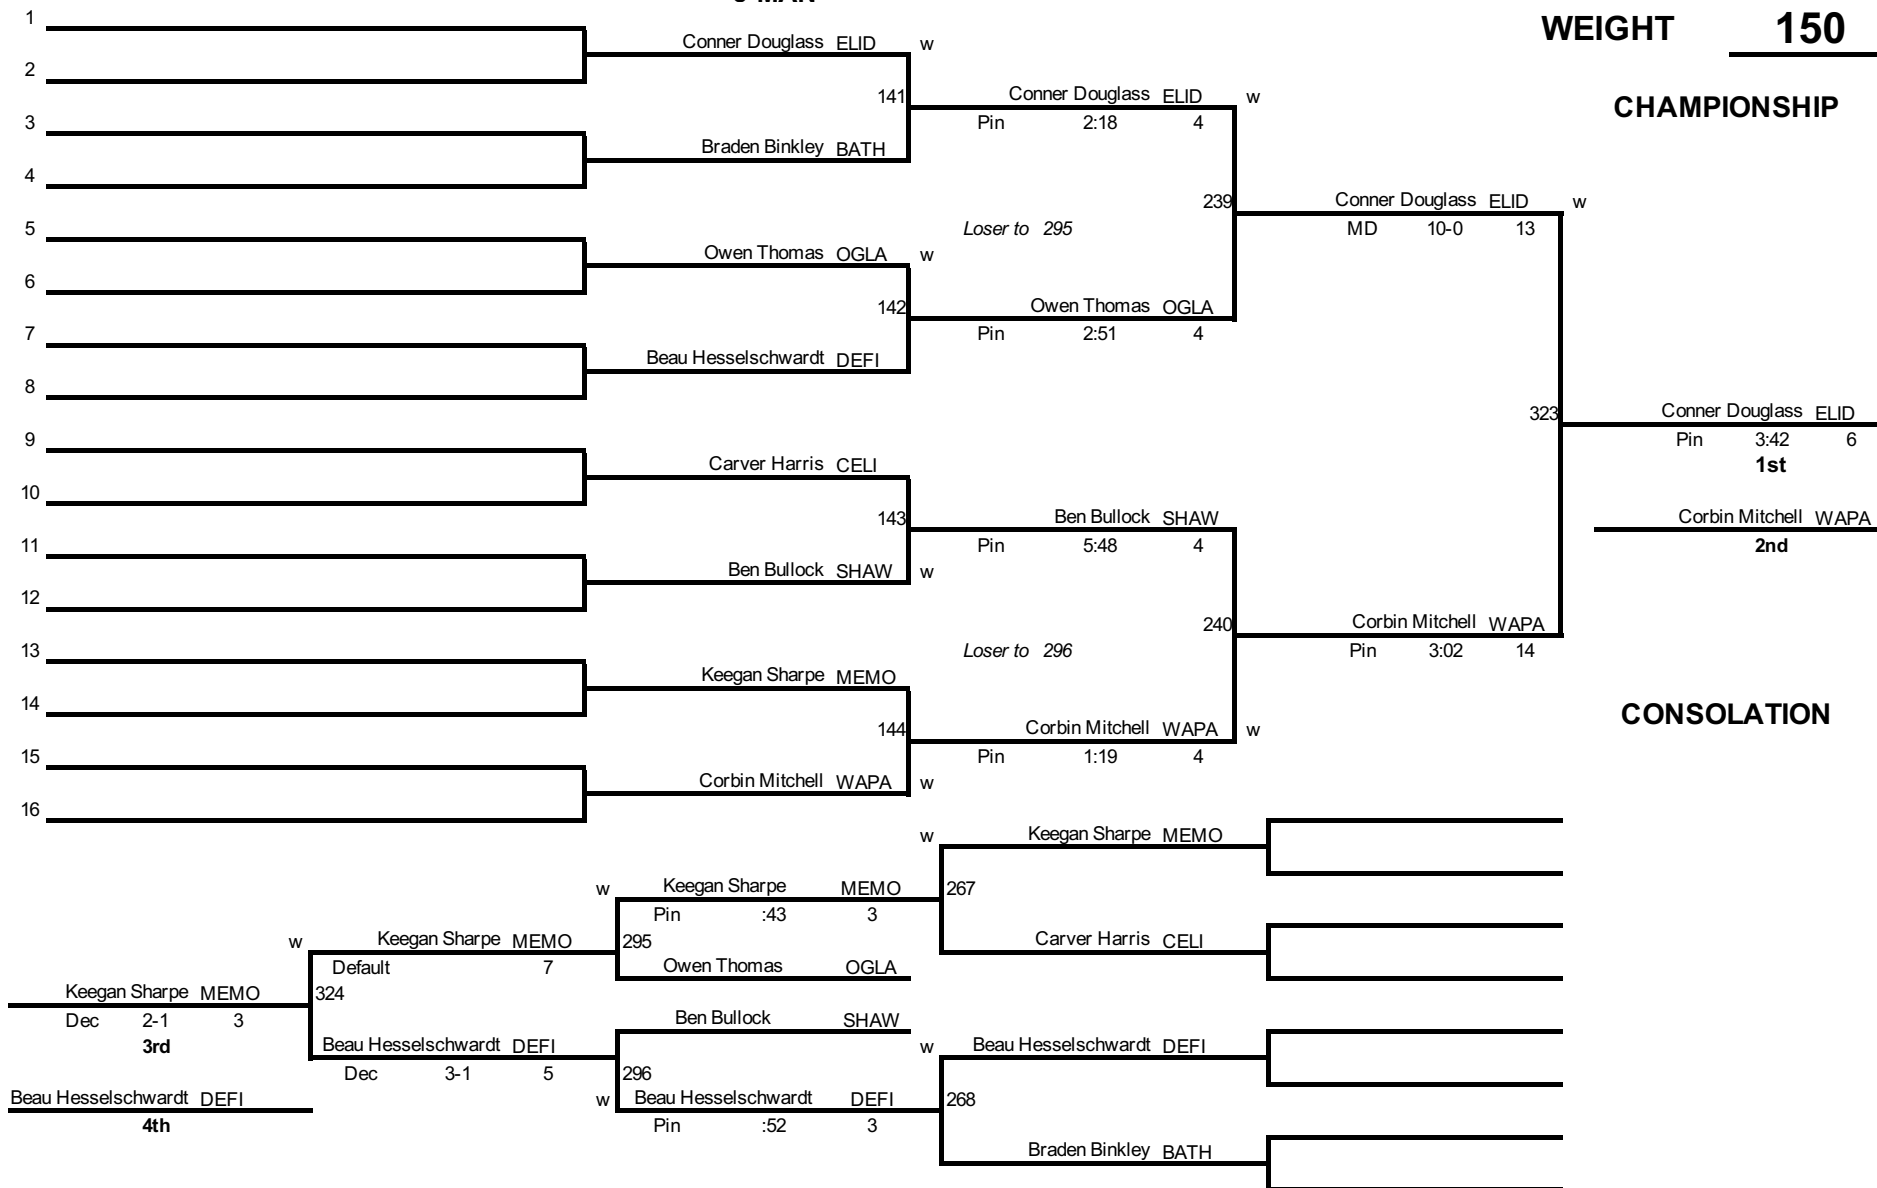 8-MAN
WEIGHT 150
CHAMPIONSHIP
1
Conner Douglass ELID w
2
141 Conner Douglass ELID w
Pin 2:18 4
3
Braden Binkley BATH
4
239 Conner Douglass ELID w
MD 10-0 13
5
Loser to 295
Owen Thomas OGLA w
6
142 Owen Thomas OGLA
Pin 2:51 4
7
Beau Hesselschwardt DEFI
8
323 Conner Douglass ELID
Pin 3:42 6
1st
9
Carver Harris CELI
10
143 Ben Bullock SHAW
Corbin Mitchell WAPA
Pin 5:48 4
2nd
11
Ben Bullock SHAW w
12
240 Corbin Mitchell WAPA
Pin 3:02 14
13
Loser to 296
Keegan Sharpe MEMO
14
CONSOLATION
144 Corbin Mitchell WAPA w
Pin 1:19 4
15
Corbin Mitchell WAPA w
16
w Keegan Sharpe MEMO
w Keegan Sharpe MEMO 267
Pin :43 3
w Keegan Sharpe MEMO 295
Carver Harris CELI
Default 7
Owen Thomas OGLA
Keegan Sharpe MEMO 324
Dec 2-1 3
3rd
Ben Bullock SHAW
Beau Hesselschwardt DEFI
w Beau Hesselschwardt DEFI
Dec 3-1 5
296
Beau Hesselschwardt DEFI
4th
w Beau Hesselschwardt DEFI 268
Pin :52 3
Braden Binkley BATH